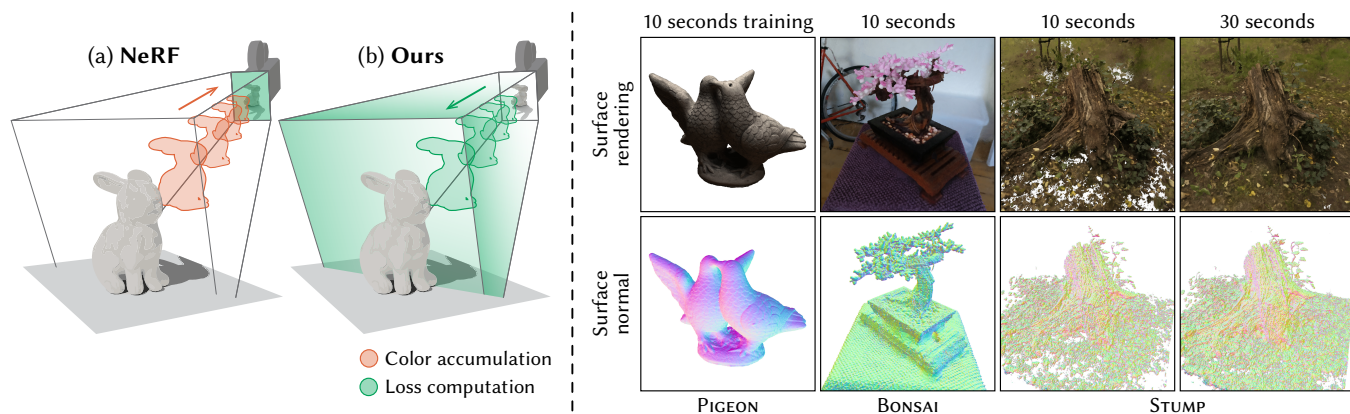 (a) NeRF
(b) Ours
Color accumulation
Loss computation
10 seconds training
10 seconds
10 seconds
30 seconds
Surface
rendering
Surface
normal
PIGEON
BONSAI
STUMP